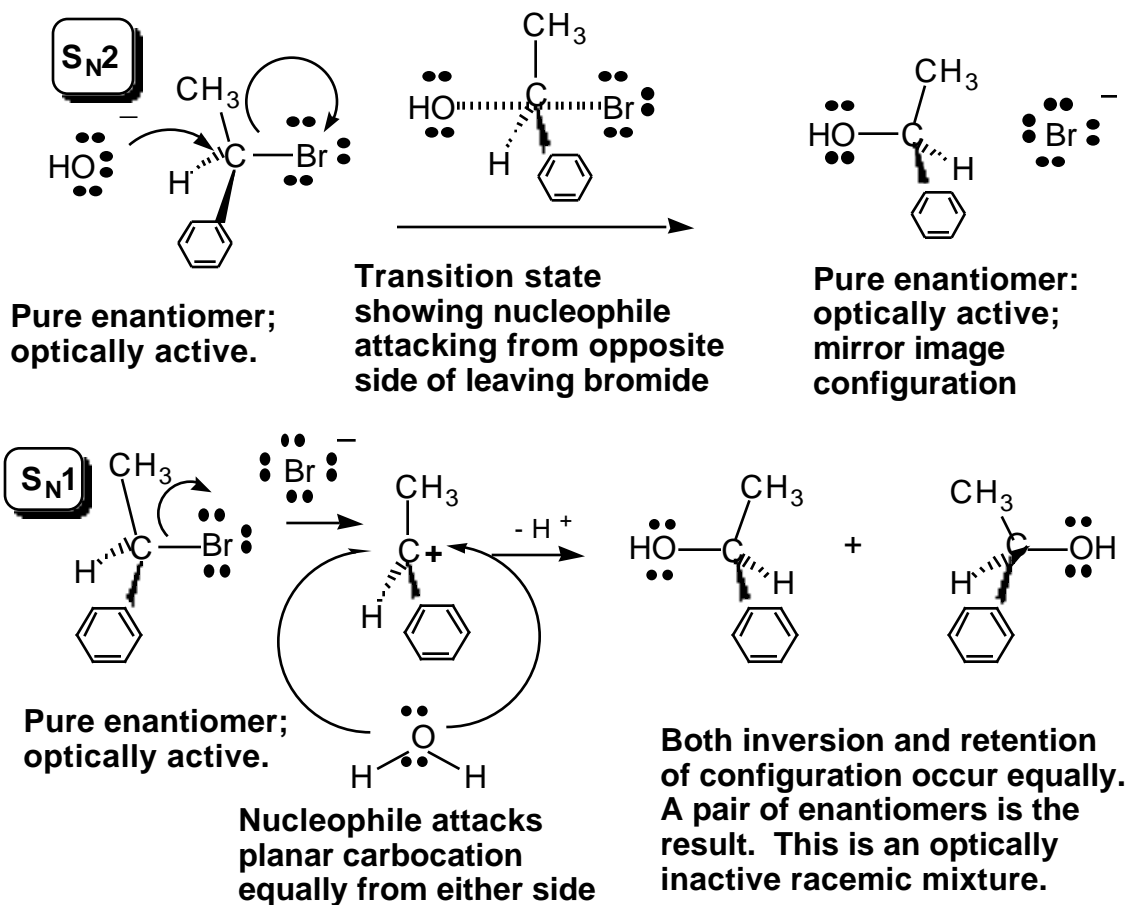 SN2
CH3
HO
–
C
Br
H
CH3
HO
C
Br
H
CH3
HO
C
H
Br
–
Pure enantiomer;
optically active.
Transition state
showing nucleophile
attacking from opposite
side of leaving bromide
Pure enantiomer:
optically active;
mirror image
configuration
SN1
CH3
H
C
Br
Br
–
CH3
C+
H
- H +
CH3
HO
C
H
+
CH3
H
C
OH
O
H
H
Pure enantiomer;
optically active.
Nucleophile attacks
planar carbocation
equally from either side
Both inversion and retention
of configuration occur equally.
A pair of enantiomers is the
result. This is an optically
inactive racemic mixture.